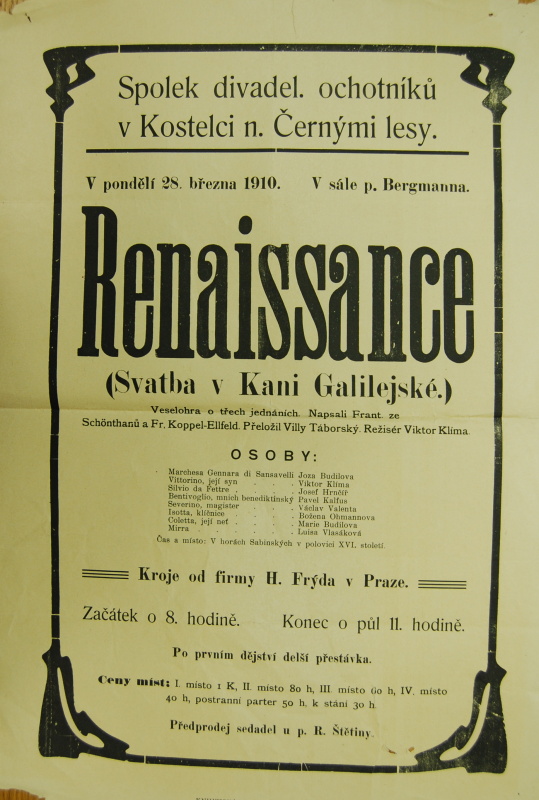 Spolek divadel. ochotníků
v Kostelci n. Černými lesy.
V pondělí 28. března 1910. V sále p. Bergmanna.
Renaissance
(Svatba v Kani Galilejské.)
Veselohra o třech jednáních. Napsali Frant. ze
Schönthanů a Fr. Koppel-Ellfeld. Přeložil Villy Táborský. Režisér Viktor Klíma.
OSOBY:
Marchesa Gennara di Sansavelli Joza Budilova
Vittorino, její syn . . . Viktor Klíma
Silvio da Feltre . . . . Josef Hrnčíř
Bentivoglio, mnich benediktinský Pavel Kalfus
Severino, magister . . . . Václav Valenta
Isotta, klíčnice . . . . Božena Ohmannova
Coletta, její neť . . . . Marie Budilova
Mirra . . . . . . Luisa Vlasáková
Čas a místo: V horách Sabinských v polovici XVI. století.
Kroje od firmy H. Frýda v Praze.
Začátek o 8. hodině. Konec o půl 11. hodině.
Po prvním dějství delší přestávka.
Ceny míst: I. místo 1 K, II. místo 80 h, III. místo 60 h, IV. místo
40 h, postranní parter 50 h. k stání 30 h.
Předprodej sedadel u p. R. Štětiny.